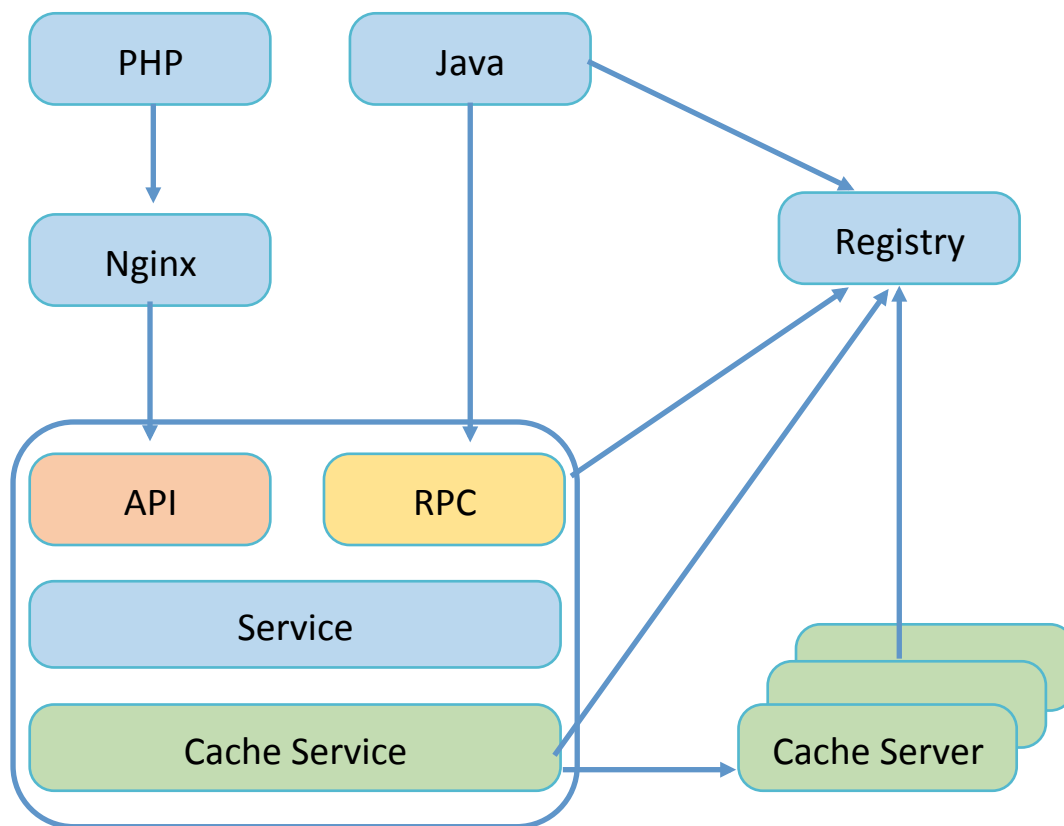 PHP
Java
Registry
Nginx
API
RPC
Service
Cache Service
Cache Server